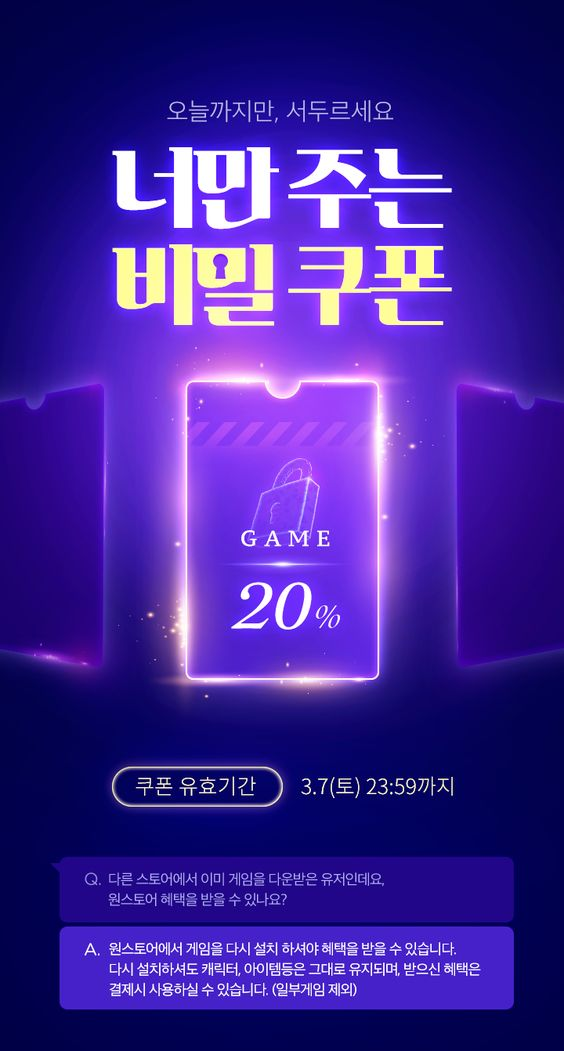 오늘까지만, 서두르세요
너만 주는
비밀 쿠폰
GAME
20%
쿠폰 유효기간 3.7(토) 23:59까지
Q. 다른 스토어에서 이미 게임을 다운받은 유저인데요,
원스토어 혜택을 받을 수 있나요?
A. 원스토어에서 게임을 다시 설치 하셔야 혜택을 받을 수 있습니다.
다시 설치하셔도 캐릭터, 아이템등은 그대로 유지되며, 받으신 혜택은
결제시 사용하실 수 있습니다. (일부게임 제외)